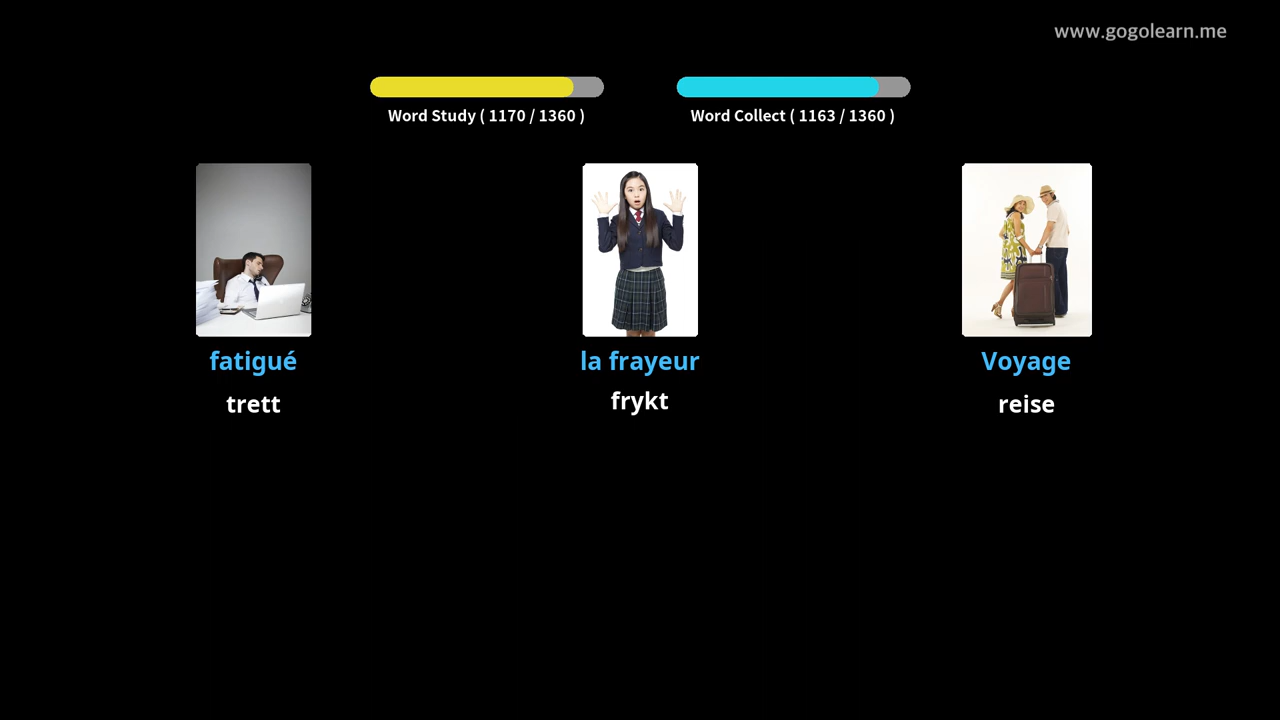 www.gogolearn.me
Word Study ( 1170 / 1360 )
Word Collect ( 1163 / 1360 )
fatigué
la frayeur
Voyage
trett
frykt
reise